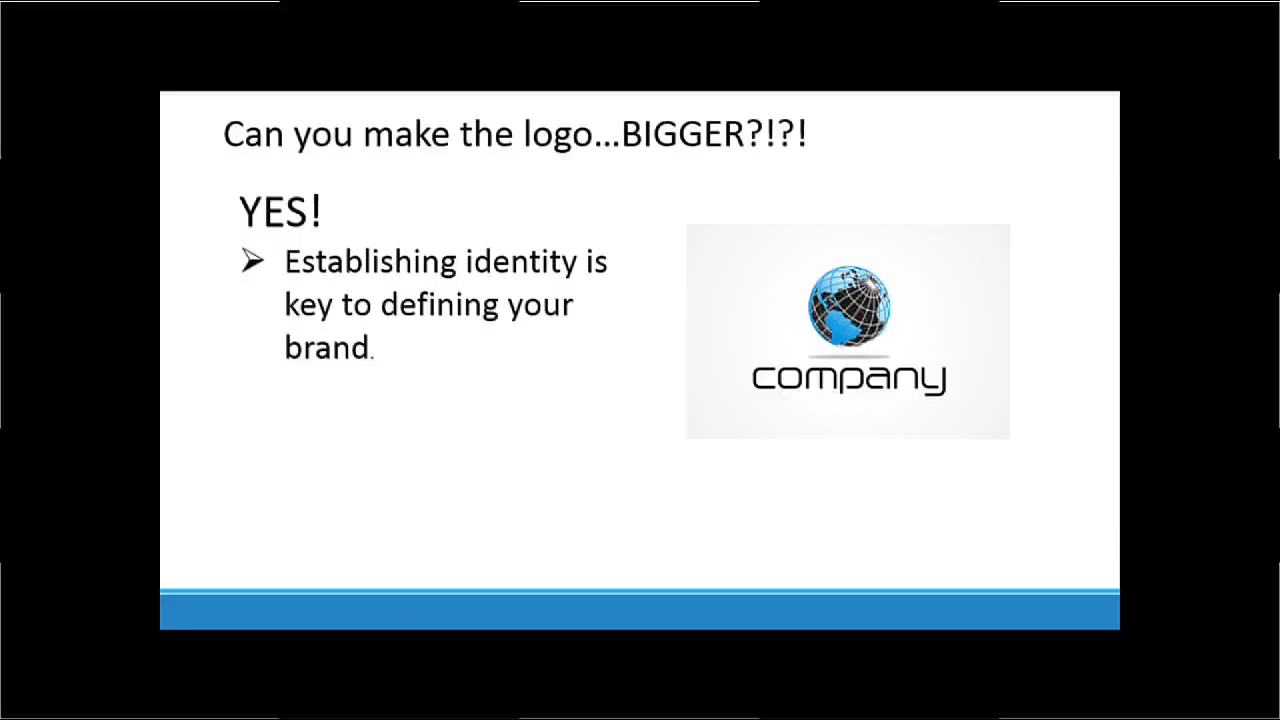 Can you make the logo...BIGGER?!?!
YES!
➢ Establishing identity is
key to defining your
brand.
company